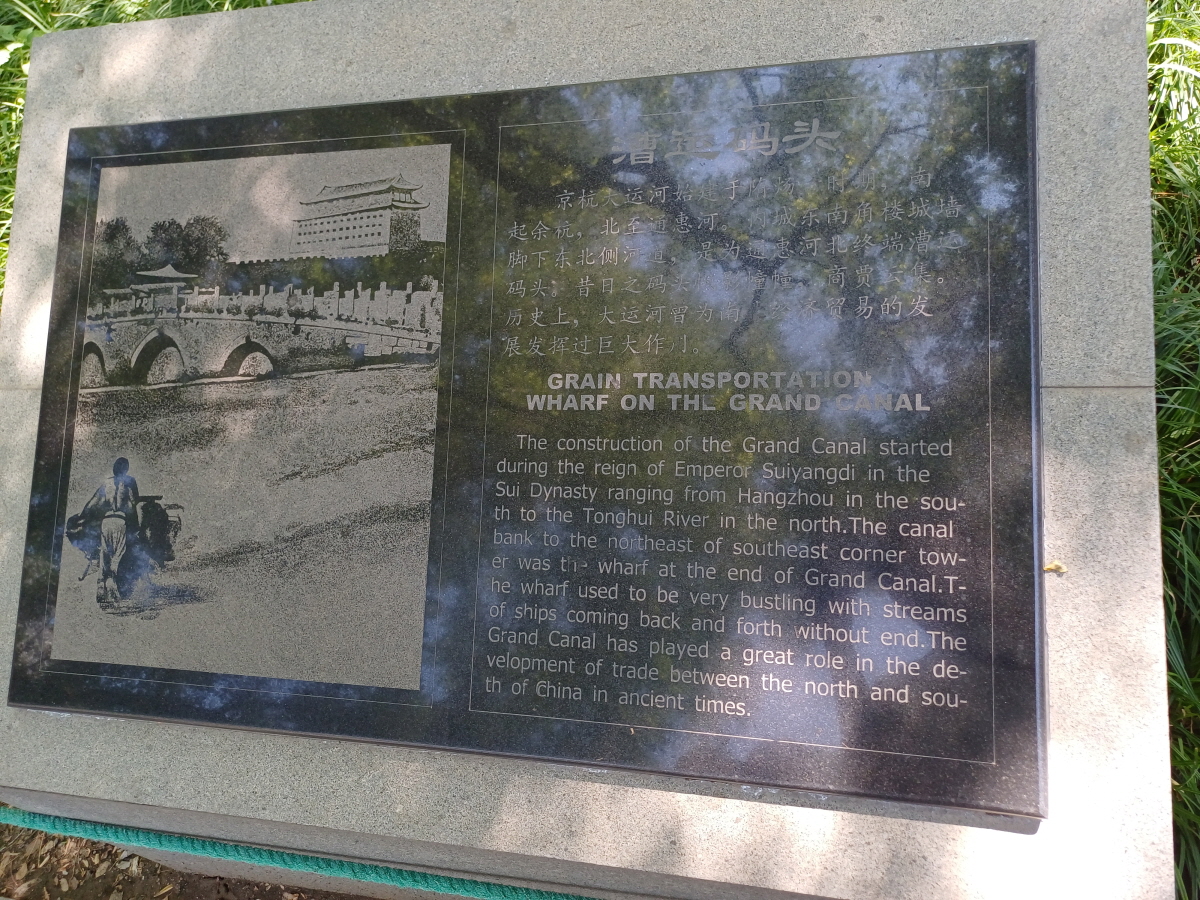 漕运码头
京杭大运河始建于 时期，南
起余杭，北至通惠河。 城东南角楼城墙
脚下东北侧河道，是为通惠河北终端漕运
码头。昔日之码头 幢幢，商贾云集。
历史上，大运河曾为南 经济贸易的发
展发挥过巨大作用。
GRAIN TRANSPORTATION
WHARF ON THE GRAND CANAL
The construction of the Grand Canal started
during the reign of Emperor Suiyangdi in the
Sui Dynasty ranging from Hangzhou in the sou-
th to the Tonghui River in the north.The canal
bank to the northeast of southeast corner tow-
er was the wharf at the end of Grand Canal.T-
he wharf used to be very bustling with streams
of ships coming back and forth without end.The
Grand Canal has played a great role in the de-
velopment of trade between the north and sou-
th of China in ancient times.